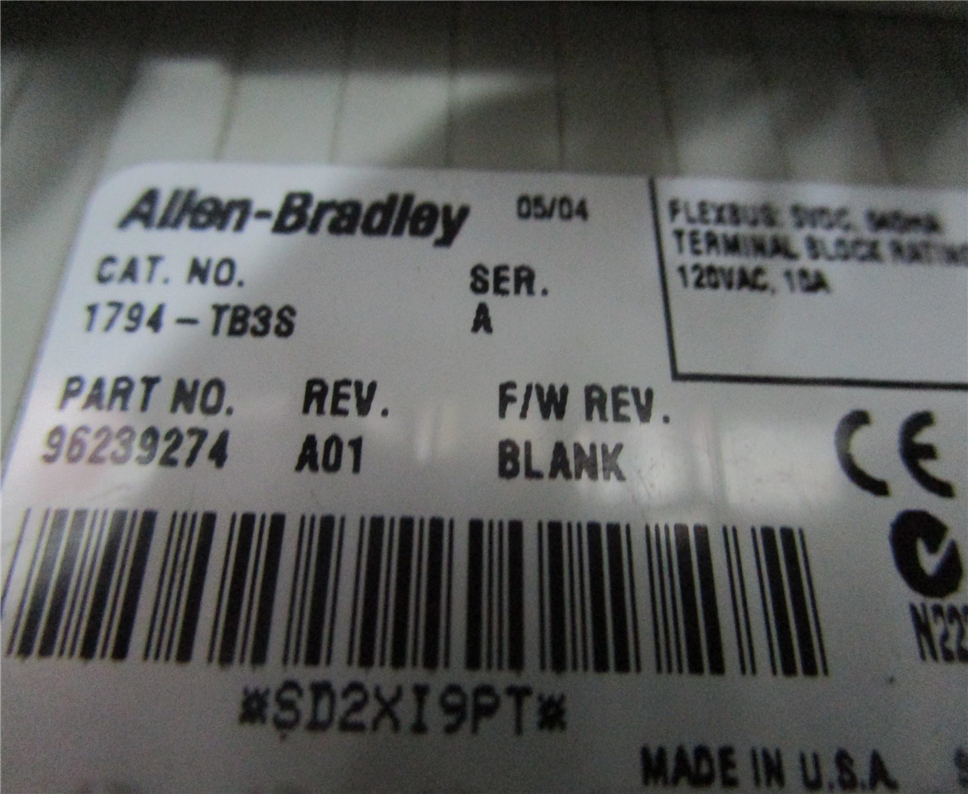 Allen-Bradley 05/04
CAT. NO. SER.
1794-TB3S A
PART NO. REV. F/W REV.
96239274 A01 BLANK
FLEXBUS: 5VDC, 640mA
TERMINAL BLOCK RATING
120VAC, 10A
CE
N223
*SD2XI9PT*
MADE IN U.S.A.